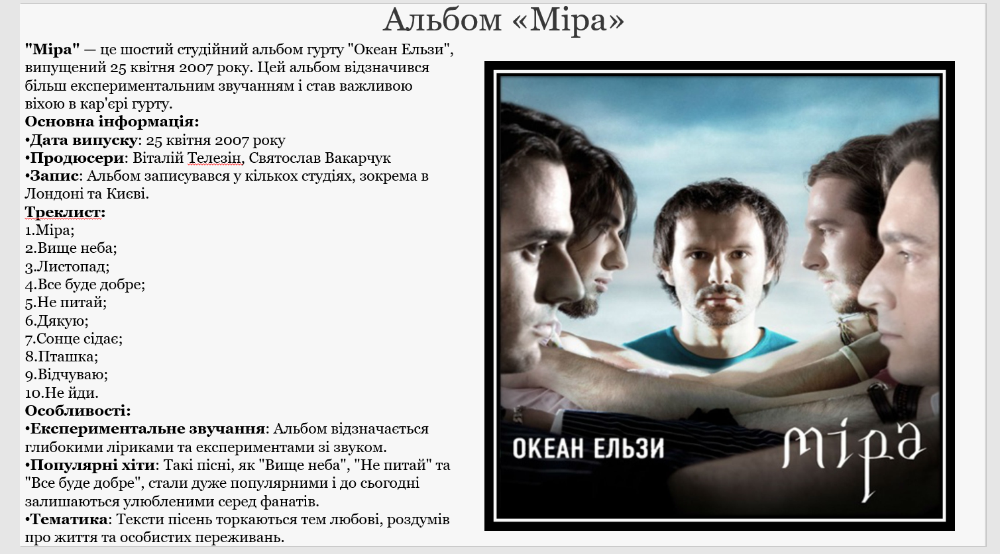 Альбом «Міра»
"Міра" — це шостий студійний альбом гурту "Океан Ельзи",
випущений 25 квітня 2007 року. Цей альбом відзначився
більш експериментальним звучанням і став важливою
віхою в кар'єрі гурту.
Основна інформація:
•Дата випуску: 25 квітня 2007 року
•Продюсери: Віталій Телезін, Святослав Вакарчук
•Запис: Альбом записувався у кількох студіях, зокрема в
Лондоні та Києві.
Треклист:
1.Міра;
2.Вище неба;
3.Листопад;
4.Все буде добре;
5.Не питай;
6.Дякую;
7.Сонце сідає;
8.Пташка;
9.Відчуваю;
10.Не йди.
Особливості:
•Експериментальне звучання: Альбом відзначається
глибокими ліриками та експериментами зі звуком.
•Популярні хіти: Такі пісні, як "Вище неба", "Не питай" та
"Все буде добре", стали дуже популярними і до сьогодні
залишаються улюбленими серед фанатів.
•Тематика: Тексти пісень торкаються тем любові, роздумів
про життя та особистих переживань.
ОКЕАН ЕЛЬЗИ
міра